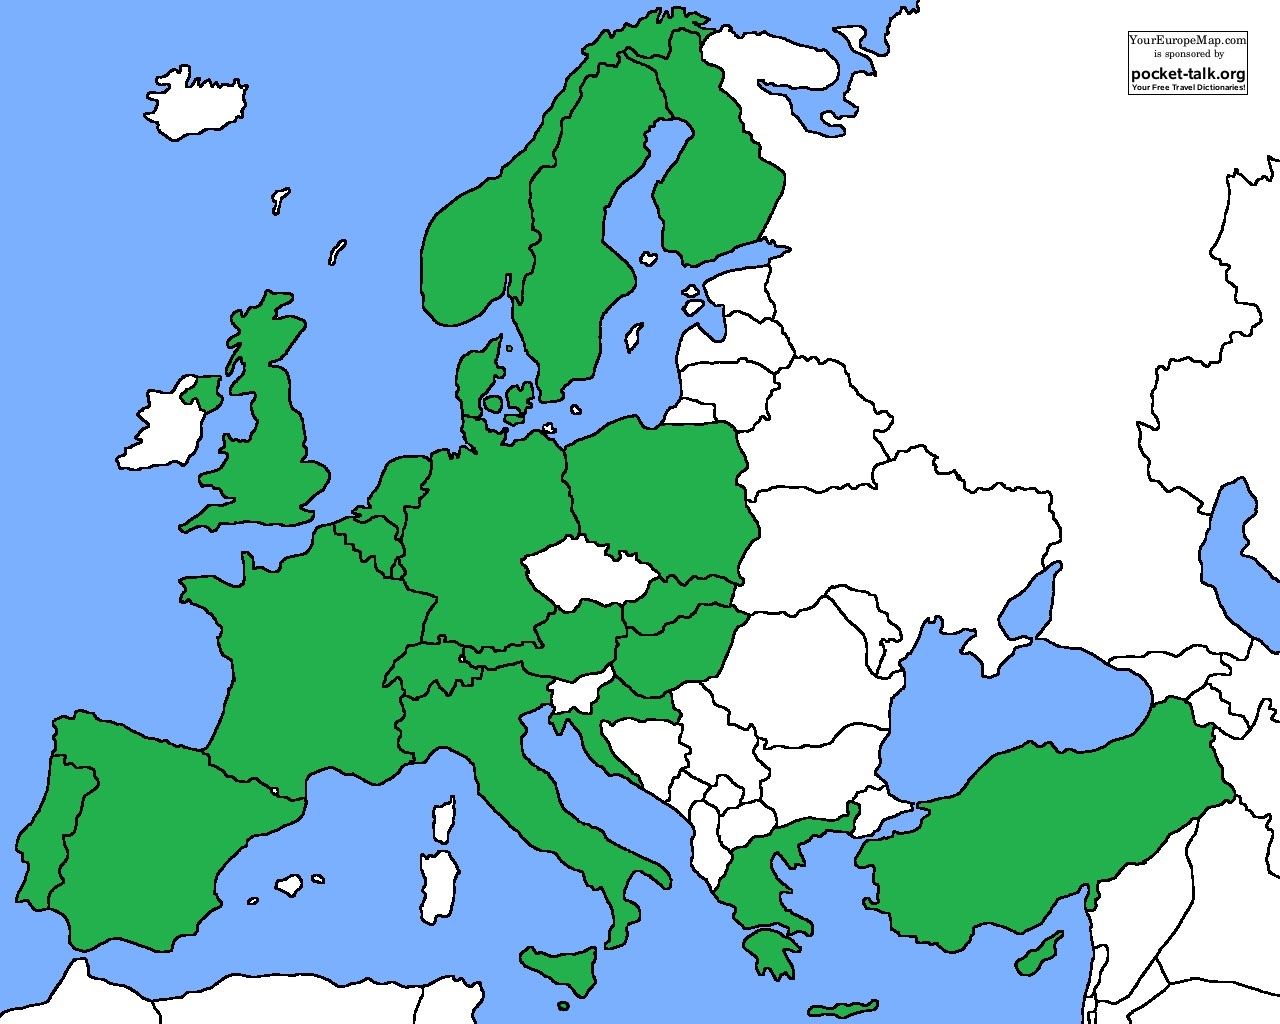 YourEuropeMap.com
is sponsored by
pocket-talk.org
Your Free Travel Dictionaries!